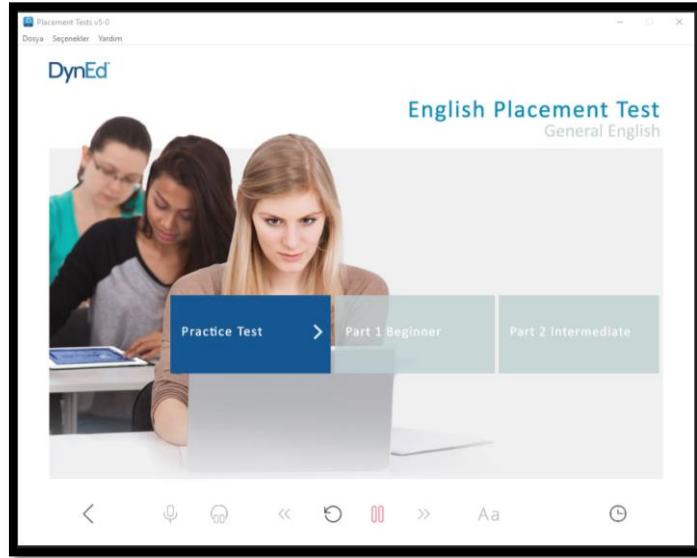 Placement Tests v5-0
Dosya Seçenekler Yardım
DynEd
English Placement Test
General English
Practice Test
Part 1 Beginner
Part 2 Intermediate
Aa